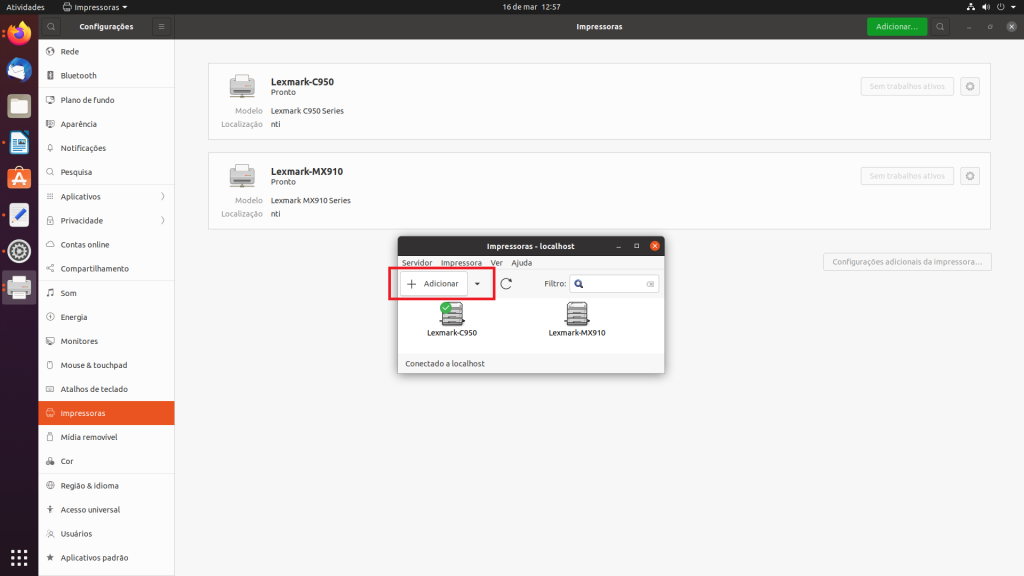 Atividades
Impressoras
16 de mar 12:57
Configurações
Impressoras
Adicionar…
Rede
Bluetooth
Plano de fundo
Aparência
Notificações
Pesquisa
Aplicativos
Privacidade
Contas online
Compartilhamento
Som
Energia
Monitores
Mouse & touchpad
Atalhos de teclado
Impressoras
Mídia removível
Cor
Região & idioma
Acesso universal
Usuários
Aplicativos padrão
Lexmark-C950
Pronto
Modelo Lexmark C950 Series
Localização nti
Sem trabalhos ativos
Lexmark-MX910
Pronto
Modelo Lexmark MX910 Series
Localização nti
Sem trabalhos ativos
Configurações adicionais da impressora…
Impressoras - localhost
Servidor Impressora Ver Ajuda
Adicionar
Filtro:
Lexmark-C950
Lexmark-MX910
Conectado a localhost